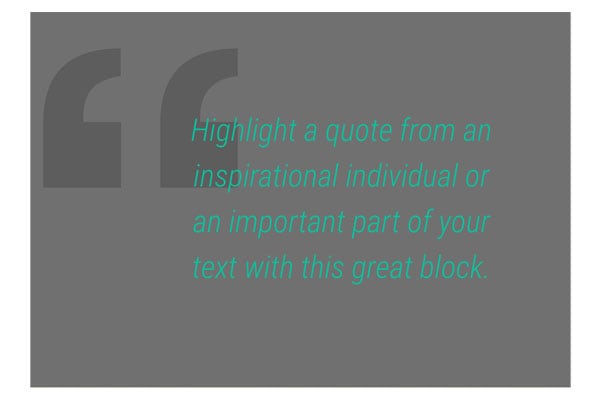 “
Highlight a quote from an
inspirational individual or
an important part of your
text with this great block.